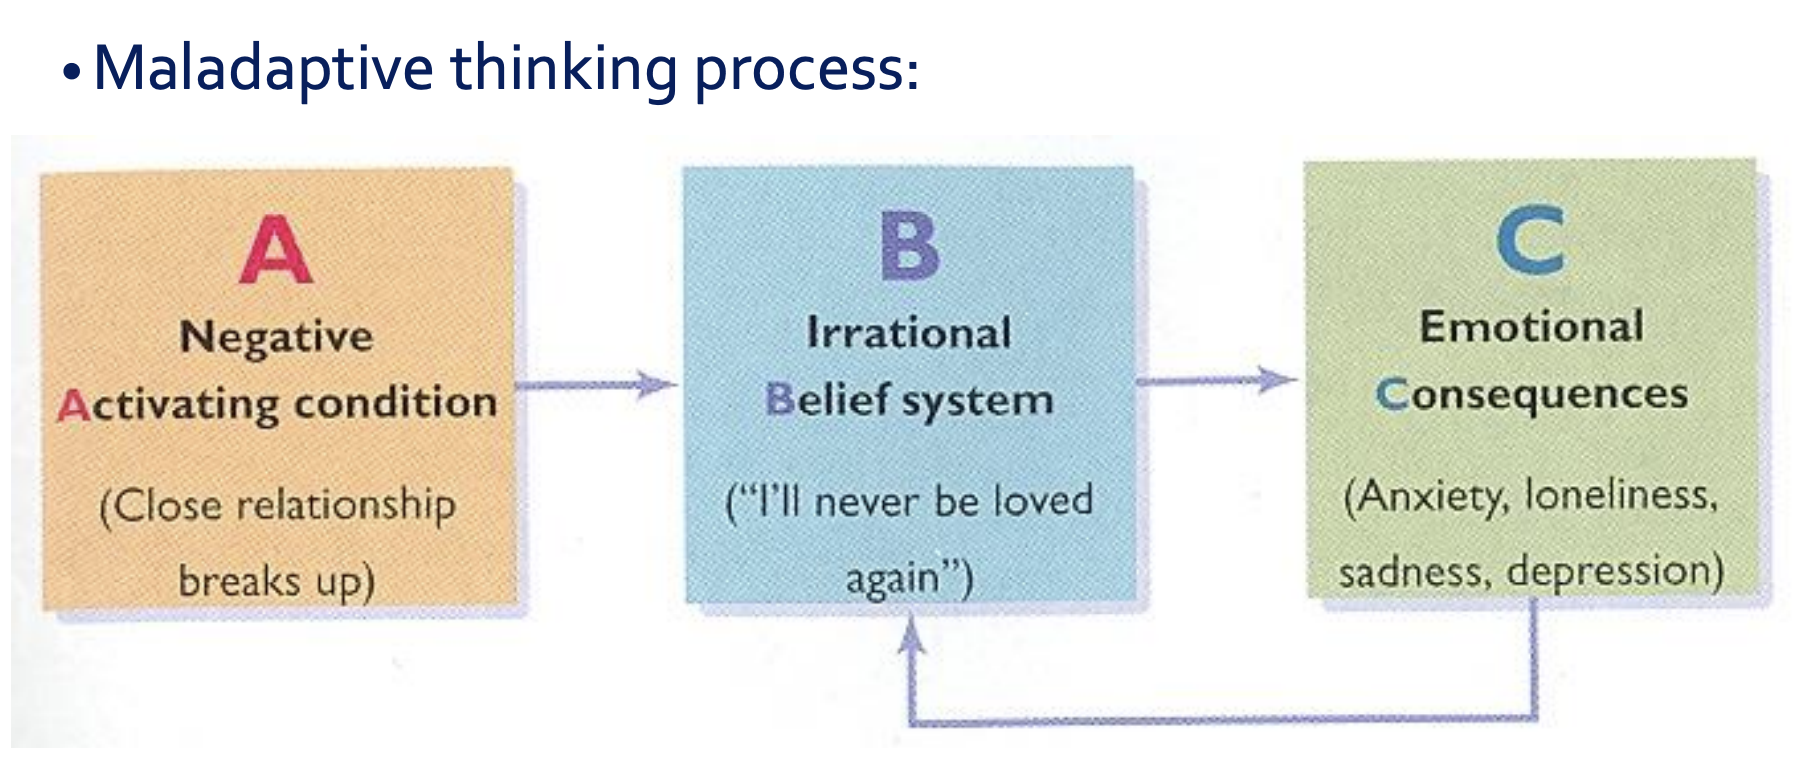 • Maladaptive thinking process:
A
Negative
Activating condition
(Close relationship
breaks up)
B
Irrational
Belief system
(“I’ll never be loved
again”)
C
Emotional
Consequences
(Anxiety, loneliness,
sadness, depression)